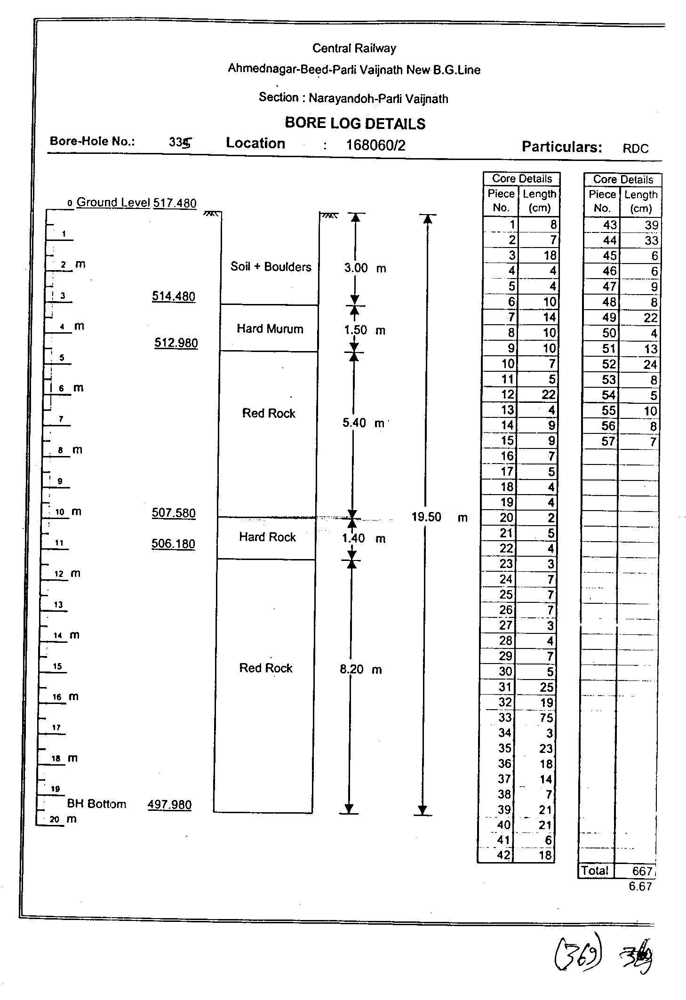 Central Railway
Ahmednagar-Beed-Parli Vaijnath New B.G.Line
Section : Narayandoh-Parli Vaijnath
BORE LOG DETAILS
Bore-Hole No.: 335 Location : 168060/2 Particulars: RDC
0 Ground Level 517.480
1
2 m
3
4 m
5
6 m
7
8 m
9
10 m
11
12 m
13
14 m
15
16 m
17
18 m
19
BH Bottom 497.980
20 m
514.480
512.980
507.580
506.180
Soil + Boulders 3.00 m
Hard Murum 1.50 m
Red Rock 5.40 m
Hard Rock 1.40 m
Red Rock 8.20 m
19.50 m
Core Details
Piece Length
No. (cm)
1 8
2 7
3 18
4 4
5 4
6 10
7 14
8 10
9 10
10 7
11 5
12 22
13 4
14 9
15 9
16 7
17 5
18 4
19 4
20 2
21 5
22 4
23 3
24 7
25 7
26 7
27 3
28 4
29 7
30 5
31 25
32 19
33 75
34 3
35 23
36 18
37 14
38 7
39 21
40 21
41 6
42 18
Core Details
Piece Length
No. (cm)
43 39
44 33
45 6
46 6
47 9
48 8
49 22
50 4
51 13
52 24
53 8
54 5
55 10
56 8
57 7
Total 667
6.67
(369)